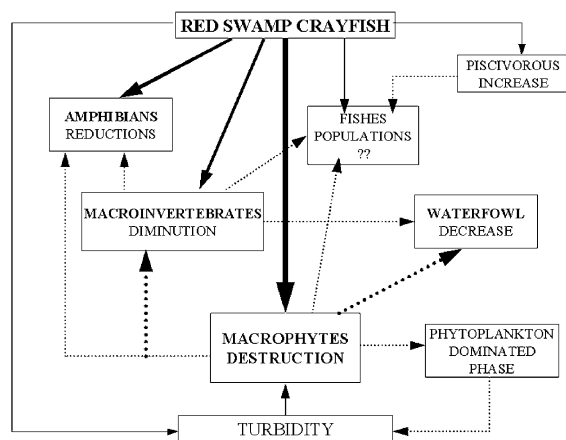 RED SWAMP CRAYFISH
PISCIVOROUS
INCREASE
AMPHIBIANS
REDUCTIONS
FISHES
POPULATIONS
??
MACROINVERTEBRATES
DIMINUTION
WATERFOWL
DECREASE
MACROPHYTES
DESTRUCTION
PHYTOPLANKTON
DOMINATED
PHASE
TURBIDITY